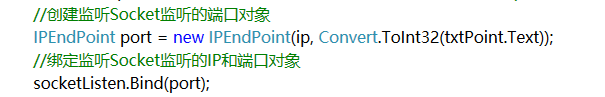 //创建监听Socket监听的端口对象
IPEndPoint port = new IPEndPoint(ip, Convert.ToInt32(txtPoint.Text));
//绑定监听Socket监听的IP和端口对象
socketListen.Bind(port);